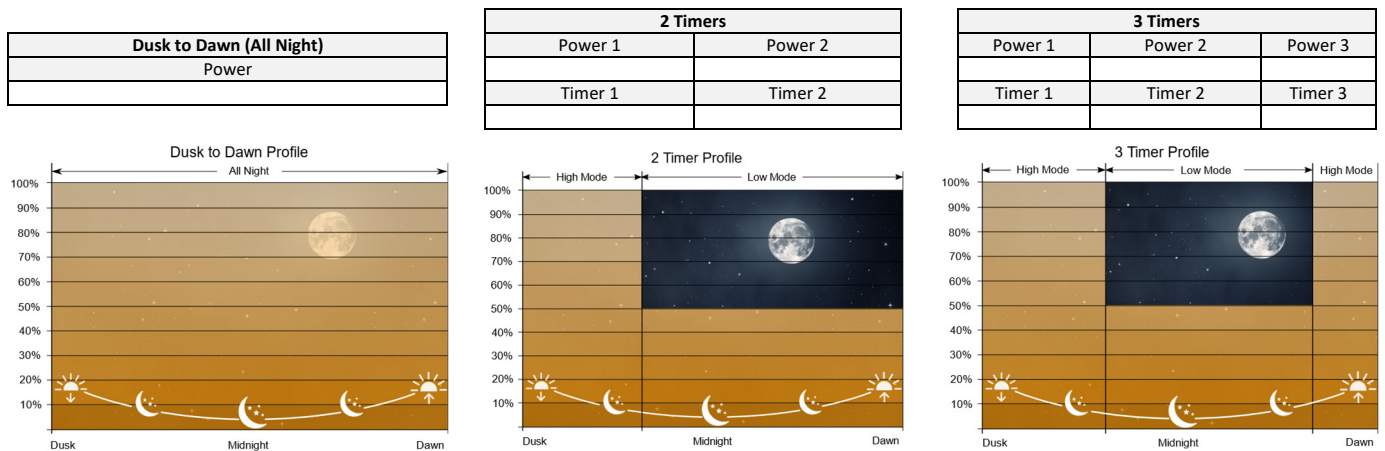 Dusk to Dawn (All Night)
Power
2 Timers
Power 1 Power 2
Timer 1 Timer 2
3 Timers
Power 1 Power 2 Power 3
Timer 1 Timer 2 Timer 3
Dusk to Dawn Profile
All Night
100%
90%
80%
70%
60%
50%
40%
30%
20%
10%
Dusk Midnight Dawn
2 Timer Profile
High Mode Low Mode
100%
90%
80%
70%
60%
50%
40%
30%
20%
10%
Dusk Midnight Dawn
3 Timer Profile
High Mode Low Mode High Mode
100%
90%
80%
70%
60%
50%
40%
30%
20%
10%
Dusk Midnight Dawn